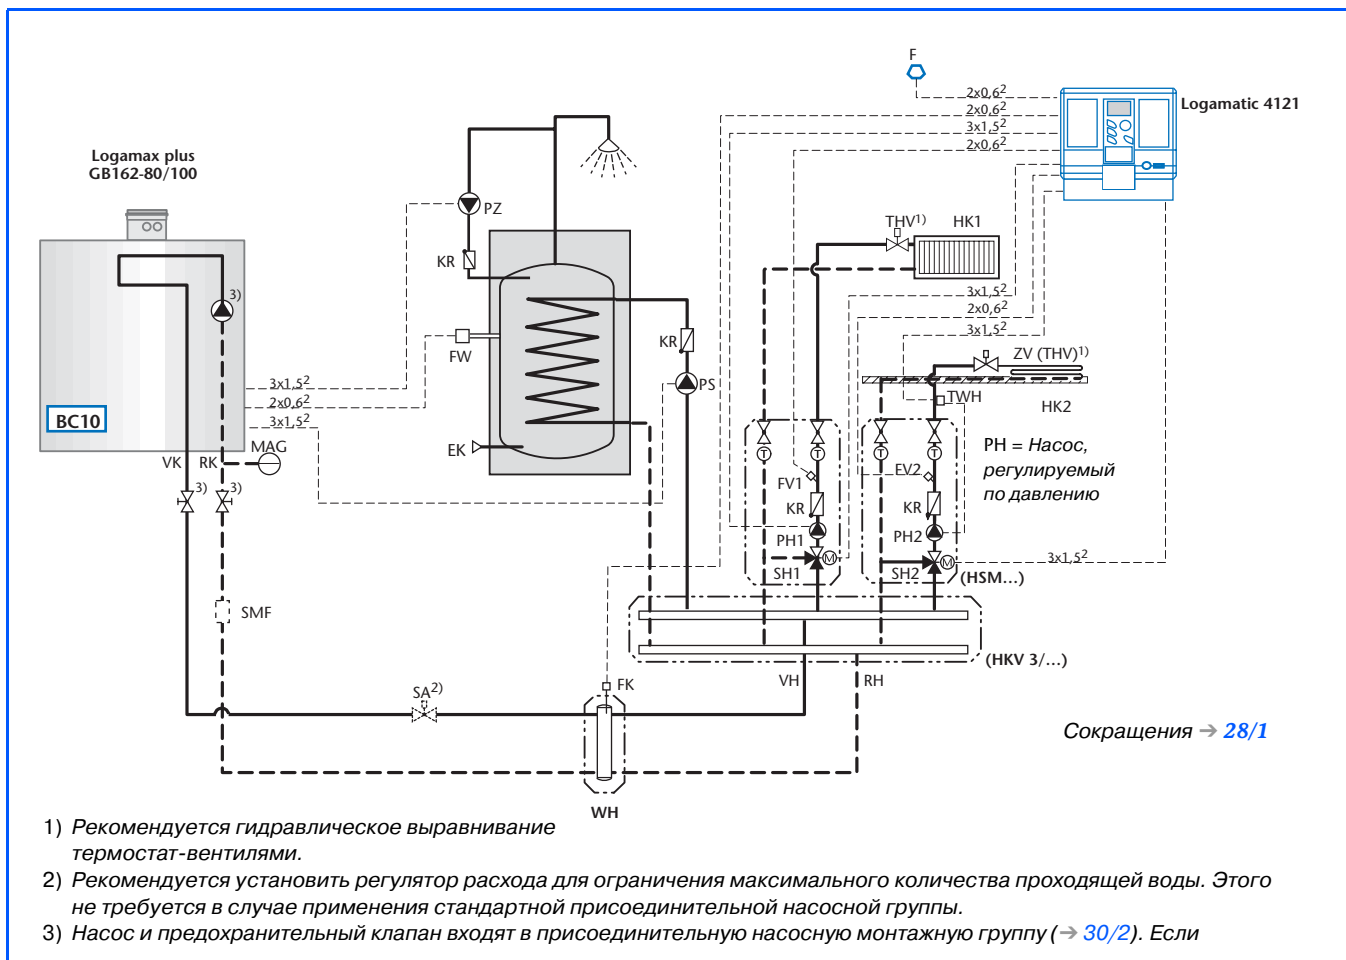 F
2x0,6²
2x0,6²
3x1,5²
2x0,6²
Logamatic 4121
Logamax plus
GB162-80/100
PZ
KR
THV¹⁾
HK1
3)
3x1,5²
2x0,6²
3x1,5²
KR
FW
ZV (THV)¹⁾
PS
TWH
HK2
3x1,5²
2x0,6²
3x1,5²
BC10
MAG
EK
VK
RK
T
T
T
T
PH = Насос,
регулируемый
по давлению
FV1
FV2
3)
3)
KR
KR
PH1
PH2
M
M
3x1,5²
SH1
SH2
(HSM...)
SMF
(HKV 3/...)
VH
RH
FK
SA²⁾
Сокращения → 28/1
WH
1) Рекомендуется гидравлическое выравнивание
термостат-вентилями.
2) Рекомендуется установить регулятор расхода для ограничения максимального количества проходящей воды. Этого
не требуется в случае применения стандартной присоединительной насосной группы.
3) Насос и предохранительный клапан входят в присоединительную насосную монтажную группу (→ 30/2). Если